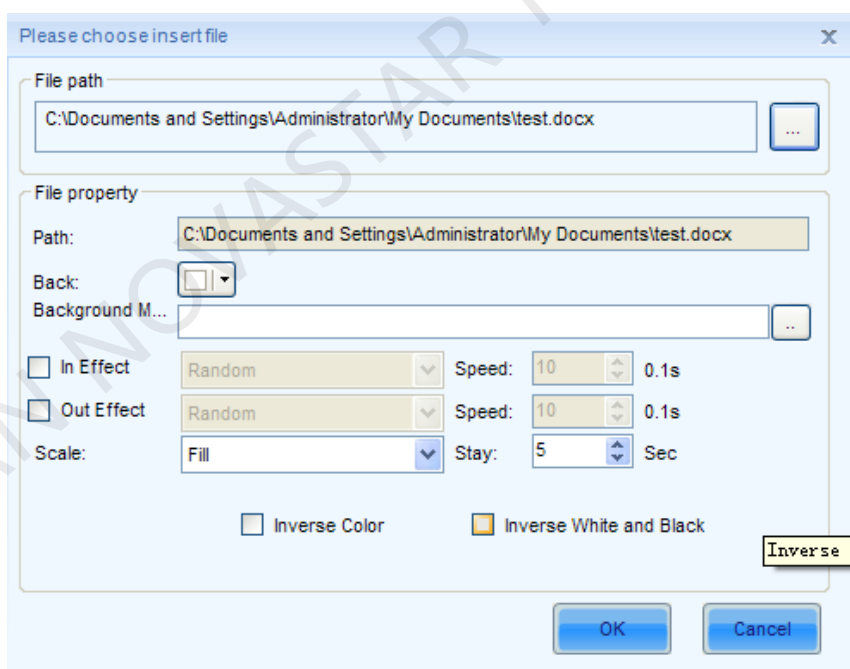 Please choose insert file
x
File path
C:\Documents and Settings\Administrator\My Documents\test.docx
...
File property
Path: C:\Documents and Settings\Administrator\My Documents\test.docx
Back:
Background M... ..
In Effect Random Speed: 10 0.1s
Out Effect Random Speed: 10 0.1s
Scale: Fill Stay: 5 Sec
Inverse Color Inverse White and Black
Inverse
OK Cancel
AN NOVASTAR